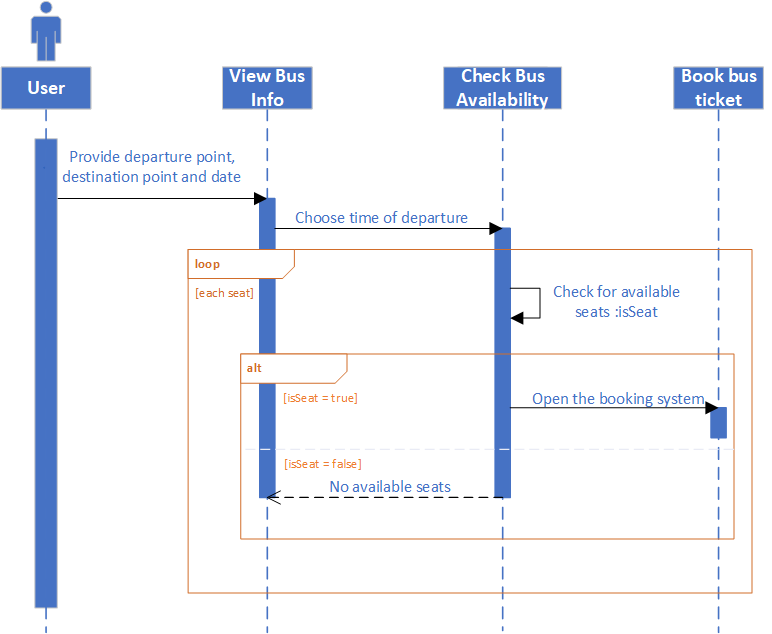 User
View Bus
Info
Check Bus
Availability
Book bus
ticket
Provide departure point,
destination point and date
Choose time of departure
loop
[each seat]
Check for available
seats :isSeat
alt
[isSeat = true]
Open the booking system
[isSeat = false]
No available seats